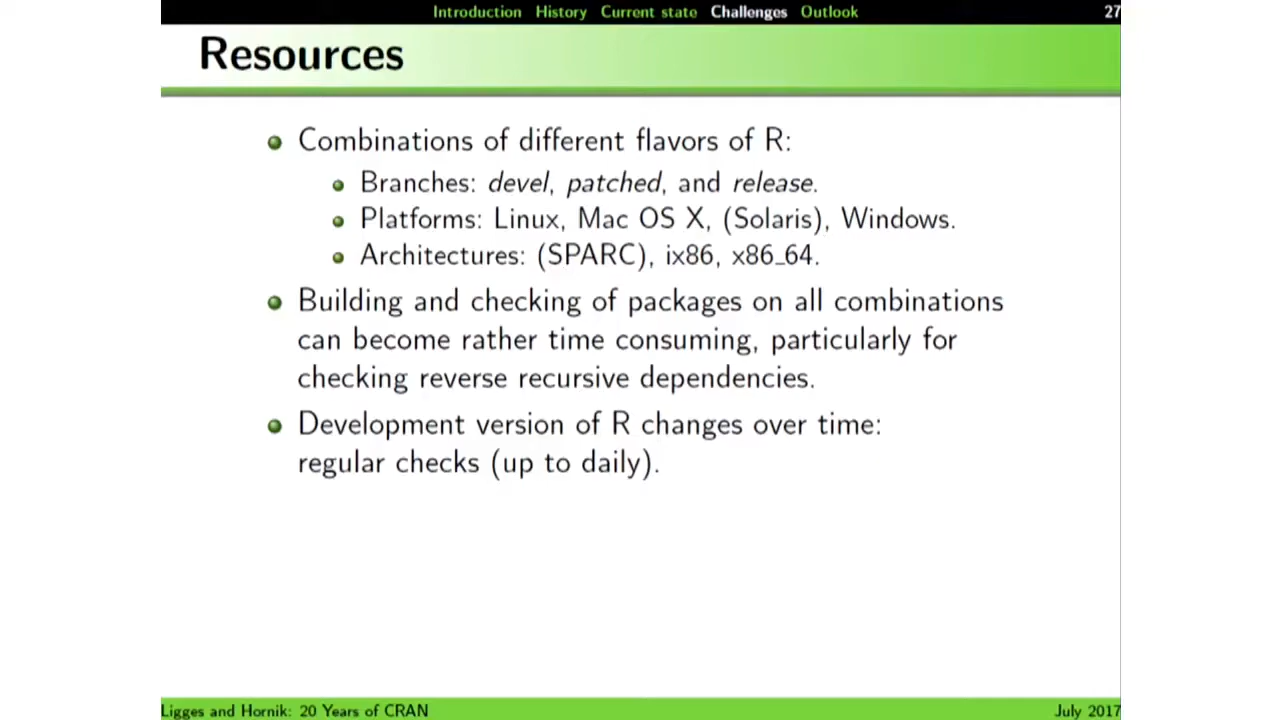 Introduction History Current state Challenges Outlook 27
Resources
Combinations of different flavors of R:
Branches: devel, patched, and release.
Platforms: Linux, Mac OS X, (Solaris), Windows.
Architectures: (SPARC), ix86, x86_64.
Building and checking of packages on all combinations
can become rather time consuming, particularly for
checking reverse recursive dependencies.
Development version of R changes over time:
regular checks (up to daily).
Ligges and Hornik: 20 Years of CRAN July 2017